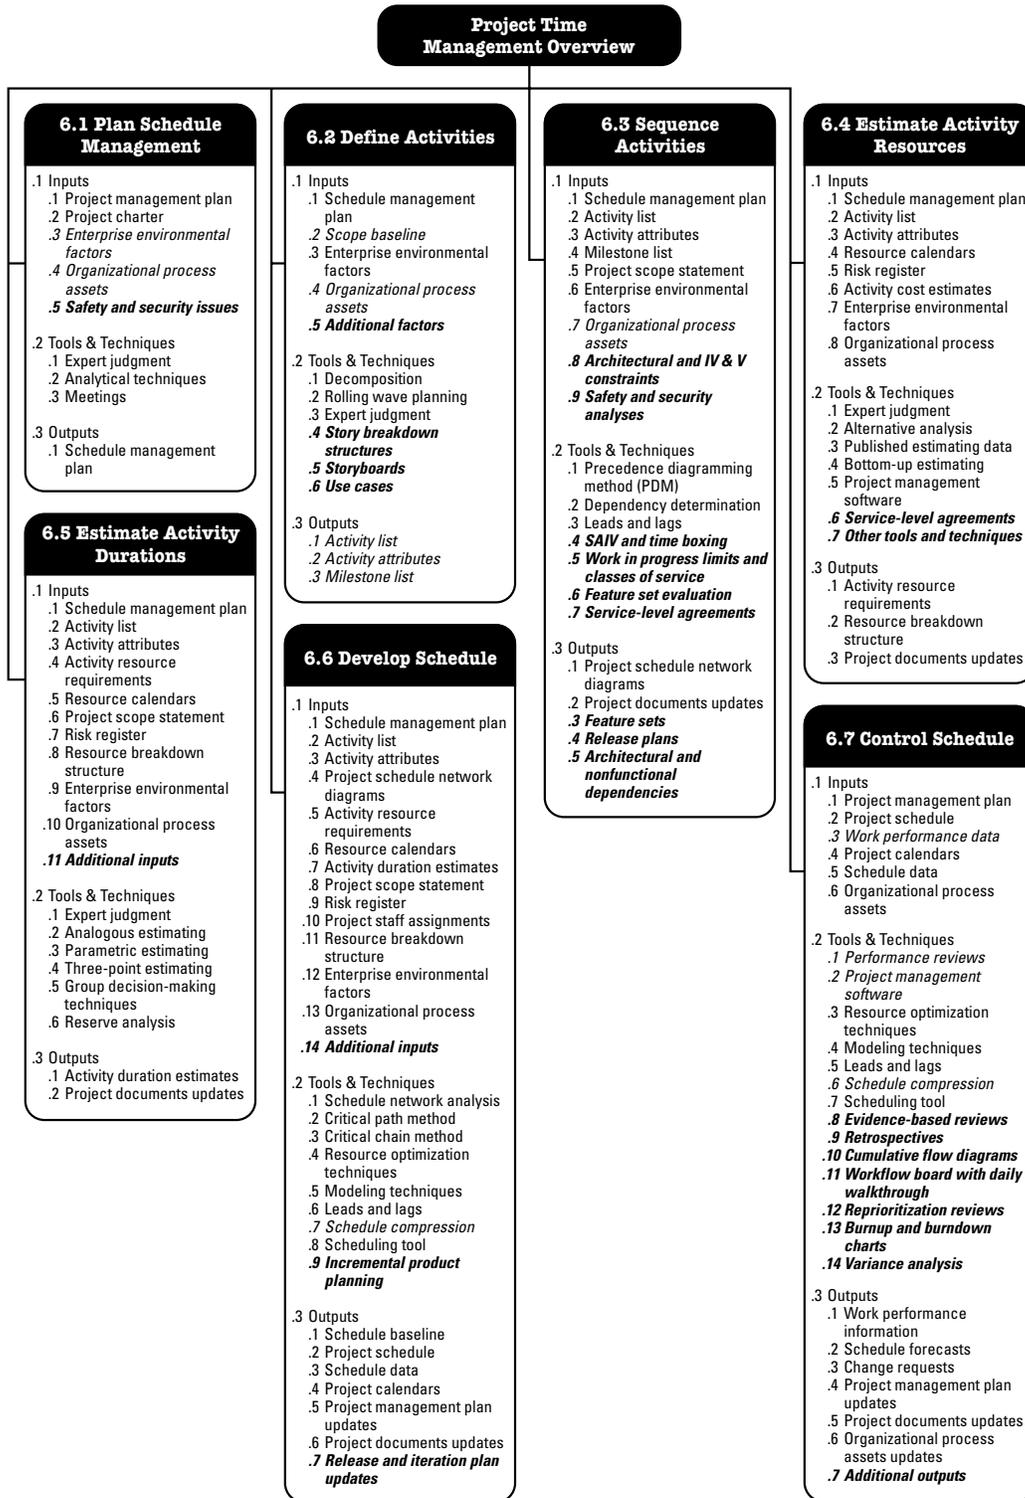 Project Time
Management Overview
6.1 Plan Schedule
Management
.1 Inputs
.1 Project management plan
.2 Project charter
.3 Enterprise environmental
factors
.4 Organizational process
assets
.5 Safety and security issues
.2 Tools & Techniques
.1 Expert judgment
.2 Analytical techniques
.3 Meetings
.3 Outputs
.1 Schedule management
plan
6.2 Define Activities
.1 Inputs
.1 Schedule management
plan
.2 Scope baseline
.3 Enterprise environmental
factors
.4 Organizational process
assets
.5 Additional factors
.2 Tools & Techniques
.1 Decomposition
.2 Rolling wave planning
.3 Expert judgment
.4 Story breakdown
structures
.5 Storyboards
.6 Use cases
.3 Outputs
.1 Activity list
.2 Activity attributes
.3 Milestone list
6.3 Sequence
Activities
.1 Inputs
.1 Schedule management plan
.2 Activity list
.3 Activity attributes
.4 Milestone list
.5 Project scope statement
.6 Enterprise environmental
factors
.7 Organizational process
assets
.8 Architectural and IV & V
constraints
.9 Safety and security
analyses
.2 Tools & Techniques
.1 Precedence diagramming
method (PDM)
.2 Dependency determination
.3 Leads and lags
.4 SAIV and time boxing
.5 Work in progress limits and
classes of service
.6 Feature set evaluation
.7 Service-level agreements
.3 Outputs
.1 Project schedule network
diagrams
.2 Project documents updates
.3 Feature sets
.4 Release plans
.5 Architectural and
nonfunctional
dependencies
6.4 Estimate Activity
Resources
.1 Inputs
.1 Schedule management plan
.2 Activity list
.3 Activity attributes
.4 Resource calendars
.5 Risk register
.6 Activity cost estimates
.7 Enterprise environmental
factors
.8 Organizational process
assets
.2 Tools & Techniques
.1 Expert judgment
.2 Alternative analysis
.3 Published estimating data
.4 Bottom-up estimating
.5 Project management
software
.6 Service-level agreements
.7 Other tools and techniques
.3 Outputs
.1 Activity resource
requirements
.2 Resource breakdown
structure
.3 Project documents updates
6.5 Estimate Activity
Durations
.1 Inputs
.1 Schedule management plan
.2 Activity list
.3 Activity attributes
.4 Activity resource
requirements
.5 Resource calendars
.6 Project scope statement
.7 Risk register
.8 Resource breakdown
structure
.9 Enterprise environmental
factors
.10 Organizational process
assets
.11 Additional inputs
.2 Tools & Techniques
.1 Expert judgment
.2 Analogous estimating
.3 Parametric estimating
.4 Three-point estimating
.5 Group decision-making
techniques
.6 Reserve analysis
.3 Outputs
.1 Activity duration estimates
.2 Project documents updates
6.6 Develop Schedule
.1 Inputs
.1 Schedule management plan
.2 Activity list
.3 Activity attributes
.4 Project schedule network
diagrams
.5 Activity resource
requirements
.6 Resource calendars
.7 Activity duration estimates
.8 Project scope statement
.9 Risk register
.10 Project staff assignments
.11 Resource breakdown
structure
.12 Enterprise environmental
factors
.13 Organizational process
assets
.14 Additional inputs
.2 Tools & Techniques
.1 Schedule network analysis
.2 Critical path method
.3 Critical chain method
.4 Resource optimization
techniques
.5 Modeling techniques
.6 Leads and lags
.7 Schedule compression
.8 Scheduling tool
.9 Incremental product
planning
.3 Outputs
.1 Schedule baseline
.2 Project schedule
.3 Schedule data
.4 Project calendars
.5 Project management plan
updates
.6 Project documents updates
.7 Release and iteration plan
updates
6.7 Control Schedule
.1 Inputs
.1 Project management plan
.2 Project schedule
.3 Work performance data
.4 Project calendars
.5 Schedule data
.6 Organizational process
assets
.2 Tools & Techniques
.1 Performance reviews
.2 Project management
software
.3 Resource optimization
techniques
.4 Modeling techniques
.5 Leads and lags
.6 Schedule compression
.7 Scheduling tool
.8 Evidence-based reviews
.9 Retrospectives
.10 Cumulative flow diagrams
.11 Workflow board with daily
walkthrough
.12 Reprioritization reviews
.13 Burnup and burndown
charts
.14 Variance analysis
.3 Outputs
.1 Work performance
information
.2 Schedule forecasts
.3 Change requests
.4 Project management plan
updates
.5 Project documents updates
.6 Organizational process
assets updates
.7 Additional outputs